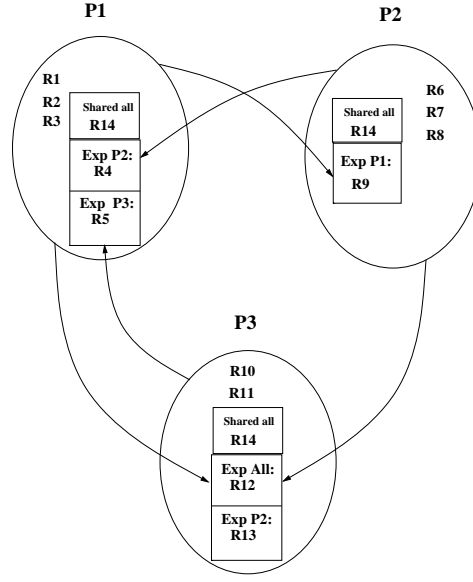 P1
R1
R2
R3
Shared all
R14
Exp P2:
R4
Exp P3:
R5
P2
R6
R7
R8
Shared all
R14
Exp P1:
R9
P3
R10
R11
Shared all
R14
Exp All:
R12
Exp P2:
R13